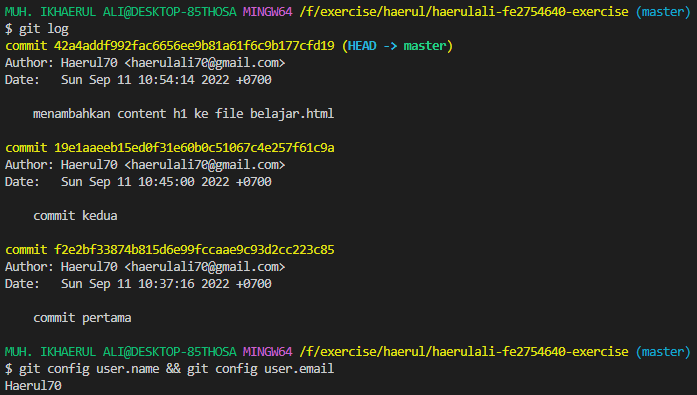 MUH. IKHAERUL ALI@DESKTOP-85THOSA MINGW64 /f/exercise/haerul/haerulali-fe2754640-exercise (master)
$ git log
commit 42a4addf992fac6656ee9b81a61f6c9b177cfd19 (HEAD -> master)
Author: Haerul70 <haerulali70@gmail.com>
Date:   Sun Sep 11 10:54:14 2022 +0700
menambahkan content h1 ke file belajar.html
commit 19e1aaeeb15ed0f31e60b0c51067c4e257f61c9a
Author: Haerul70 <haerulali70@gmail.com>
Date:   Sun Sep 11 10:45:00 2022 +0700
commit kedua
commit f2e2bf33874b815d6e99fccaae9c93d2cc223c85
Author: Haerul70 <haerulali70@gmail.com>
Date:   Sun Sep 11 10:37:16 2022 +0700
commit pertama
MUH. IKHAERUL ALI@DESKTOP-85THOSA MINGW64 /f/exercise/haerul/haerulali-fe2754640-exercise (master)
$ git config user.name && git config user.email
Haerul70